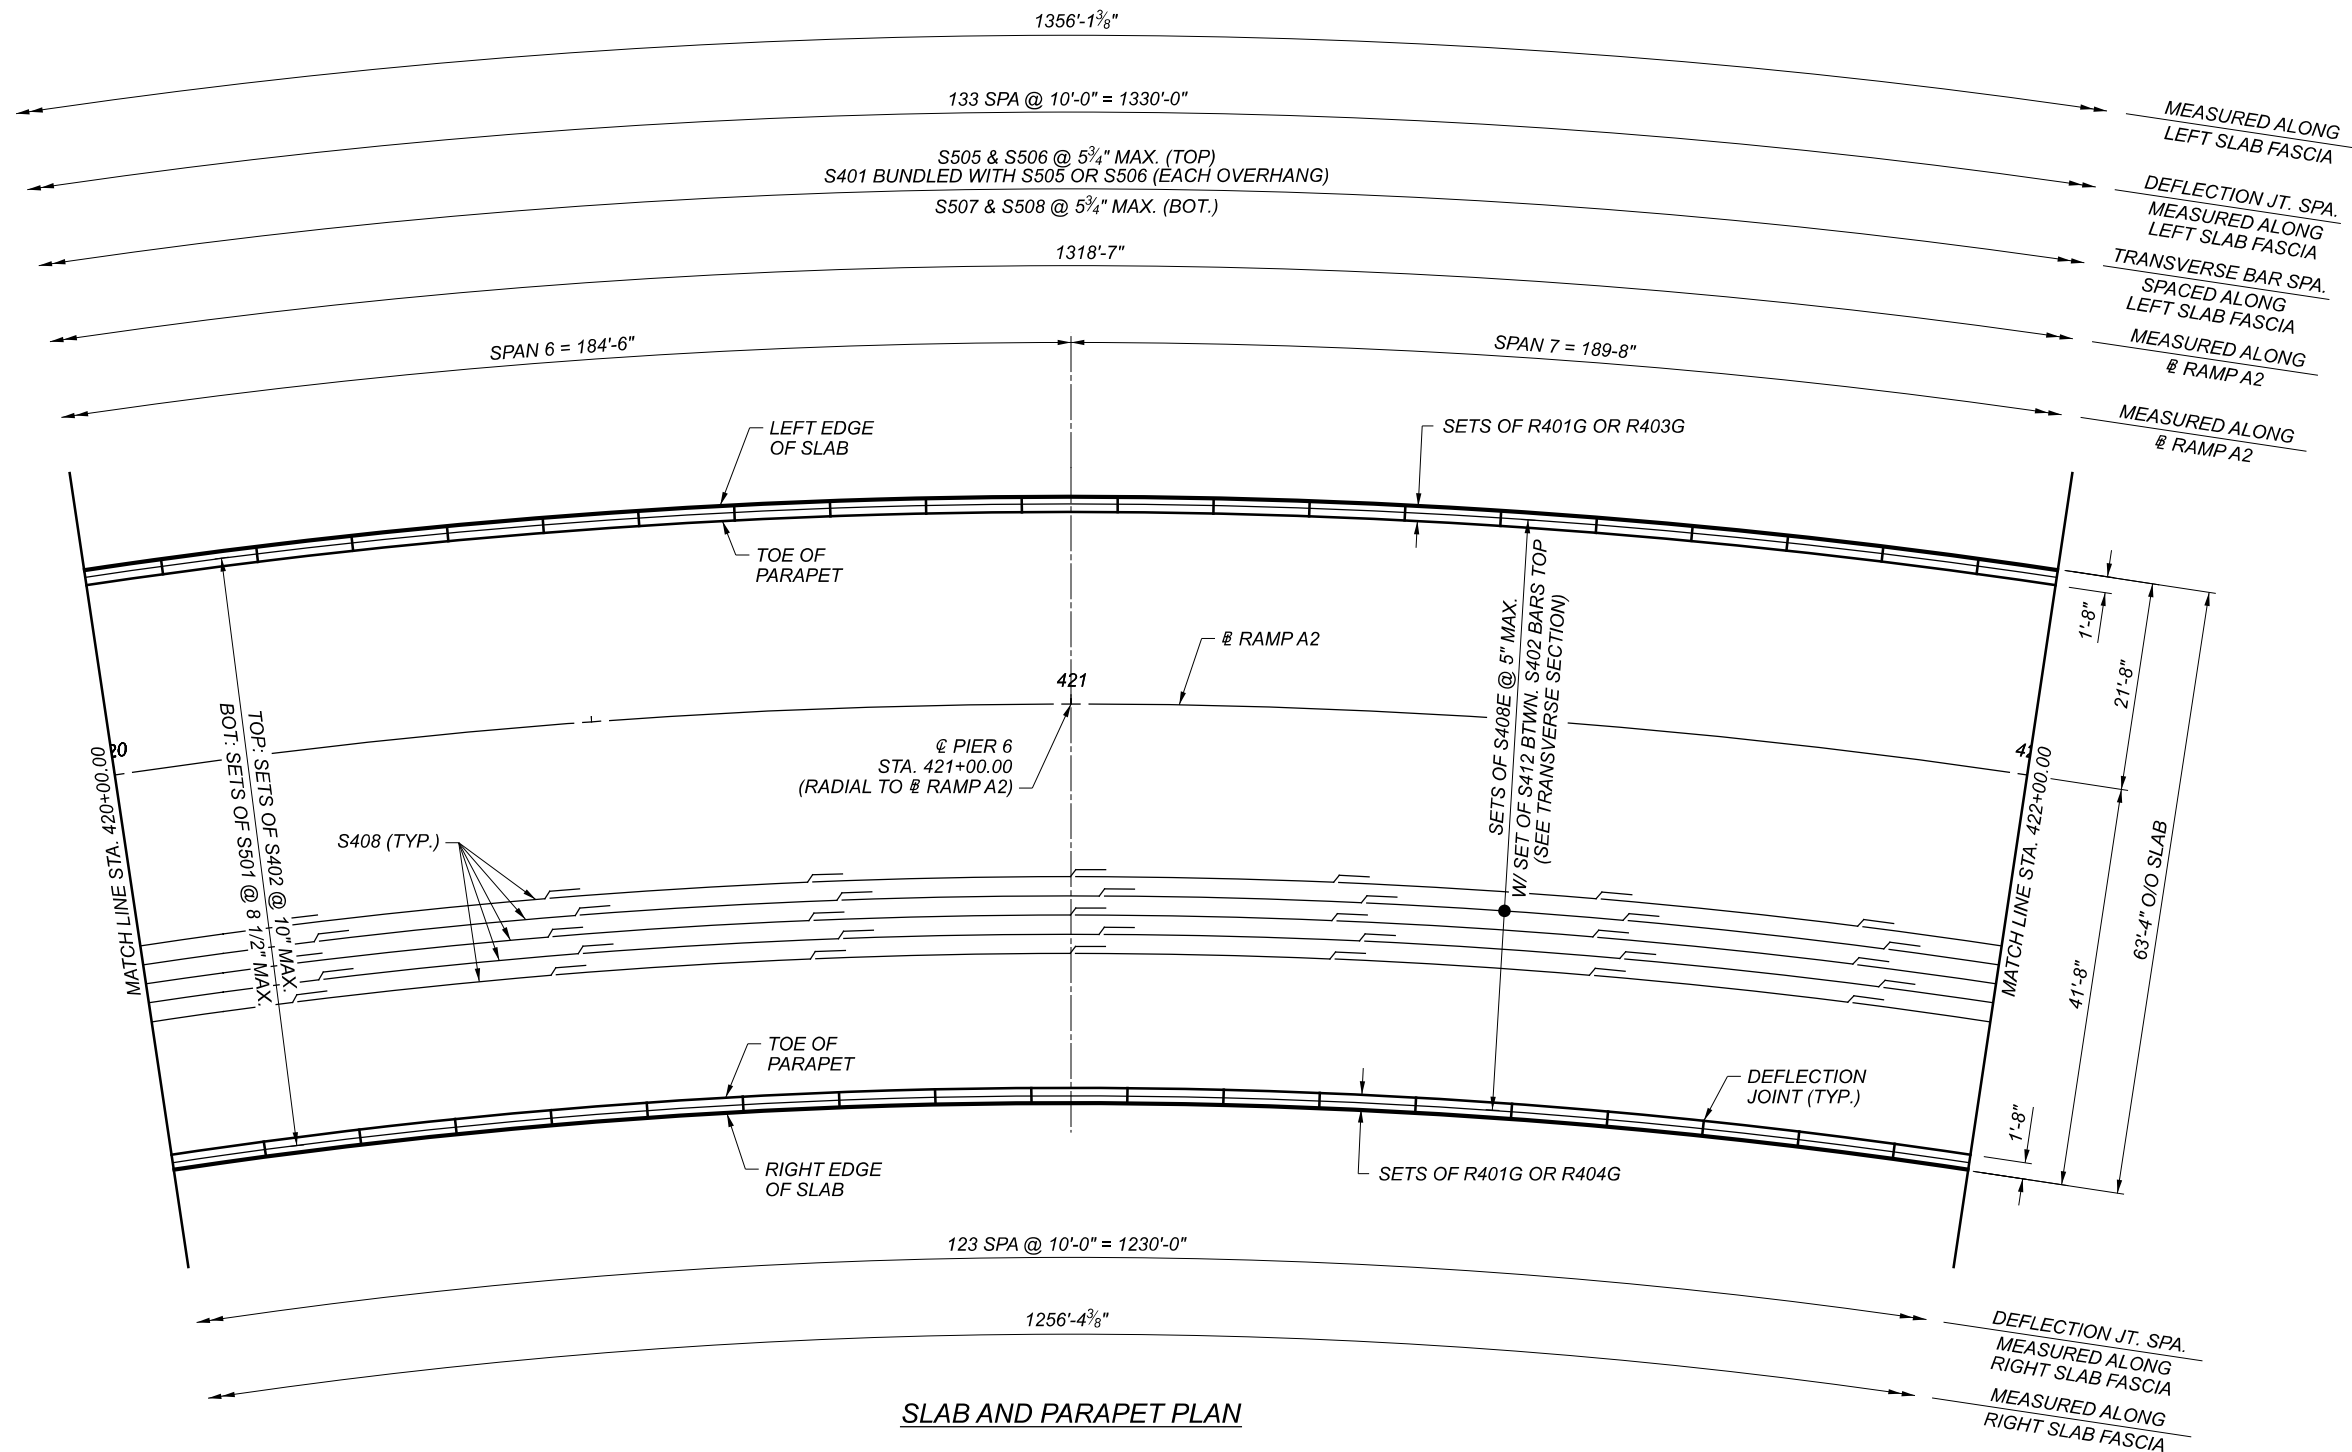 1356'-1⅜"
133 SPA @ 10'-0" = 1330'-0"
S505 & S506 @ 5¾" MAX. (TOP)
S401 BUNDLED WITH S505 OR S506 (EACH OVERHANG)
S507 & S508 @ 5¾" MAX. (BOT.)
1318'-7"
SPAN 6 = 184'-6"
SPAN 7 = 189-8"
MEASURED ALONG
LEFT SLAB FASCIA
DEFLECTION JT. SPA.
MEASURED ALONG
LEFT SLAB FASCIA
TRANSVERSE BAR SPA.
SPACED ALONG
LEFT SLAB FASCIA
MEASURED ALONG
℄ RAMP A2
MEASURED ALONG
℄ RAMP A2
LEFT EDGE
OF SLAB
SETS OF R401G OR R403G
TOE OF
PARAPET
℄ RAMP A2
421
℄ PIER 6
STA. 421+00.00
(RADIAL TO ℄ RAMP A2)
MATCH LINE STA. 420+00.00
20
TOP: SETS OF S402 @ 10" MAX.
BOT: SETS OF S501 @ 8 1/2" MAX.
S408 (TYP.)
SETS OF S408E @ 5" MAX.
W/ SET OF S412 BTWN. S402 BARS TOP
(SEE TRANSVERSE SECTION)
42
MATCH LINE STA. 422+00.00
1'-8"
21'-8"
41'-8"
63'-4" O/O SLAB
1'-8"
TOE OF
PARAPET
DEFLECTION
JOINT (TYP.)
RIGHT EDGE
OF SLAB
SETS OF R401G OR R404G
123 SPA @ 10'-0" = 1230'-0"
1256'-4⅜"
DEFLECTION JT. SPA.
MEASURED ALONG
RIGHT SLAB FASCIA
MEASURED ALONG
RIGHT SLAB FASCIA
SLAB AND PARAPET PLAN